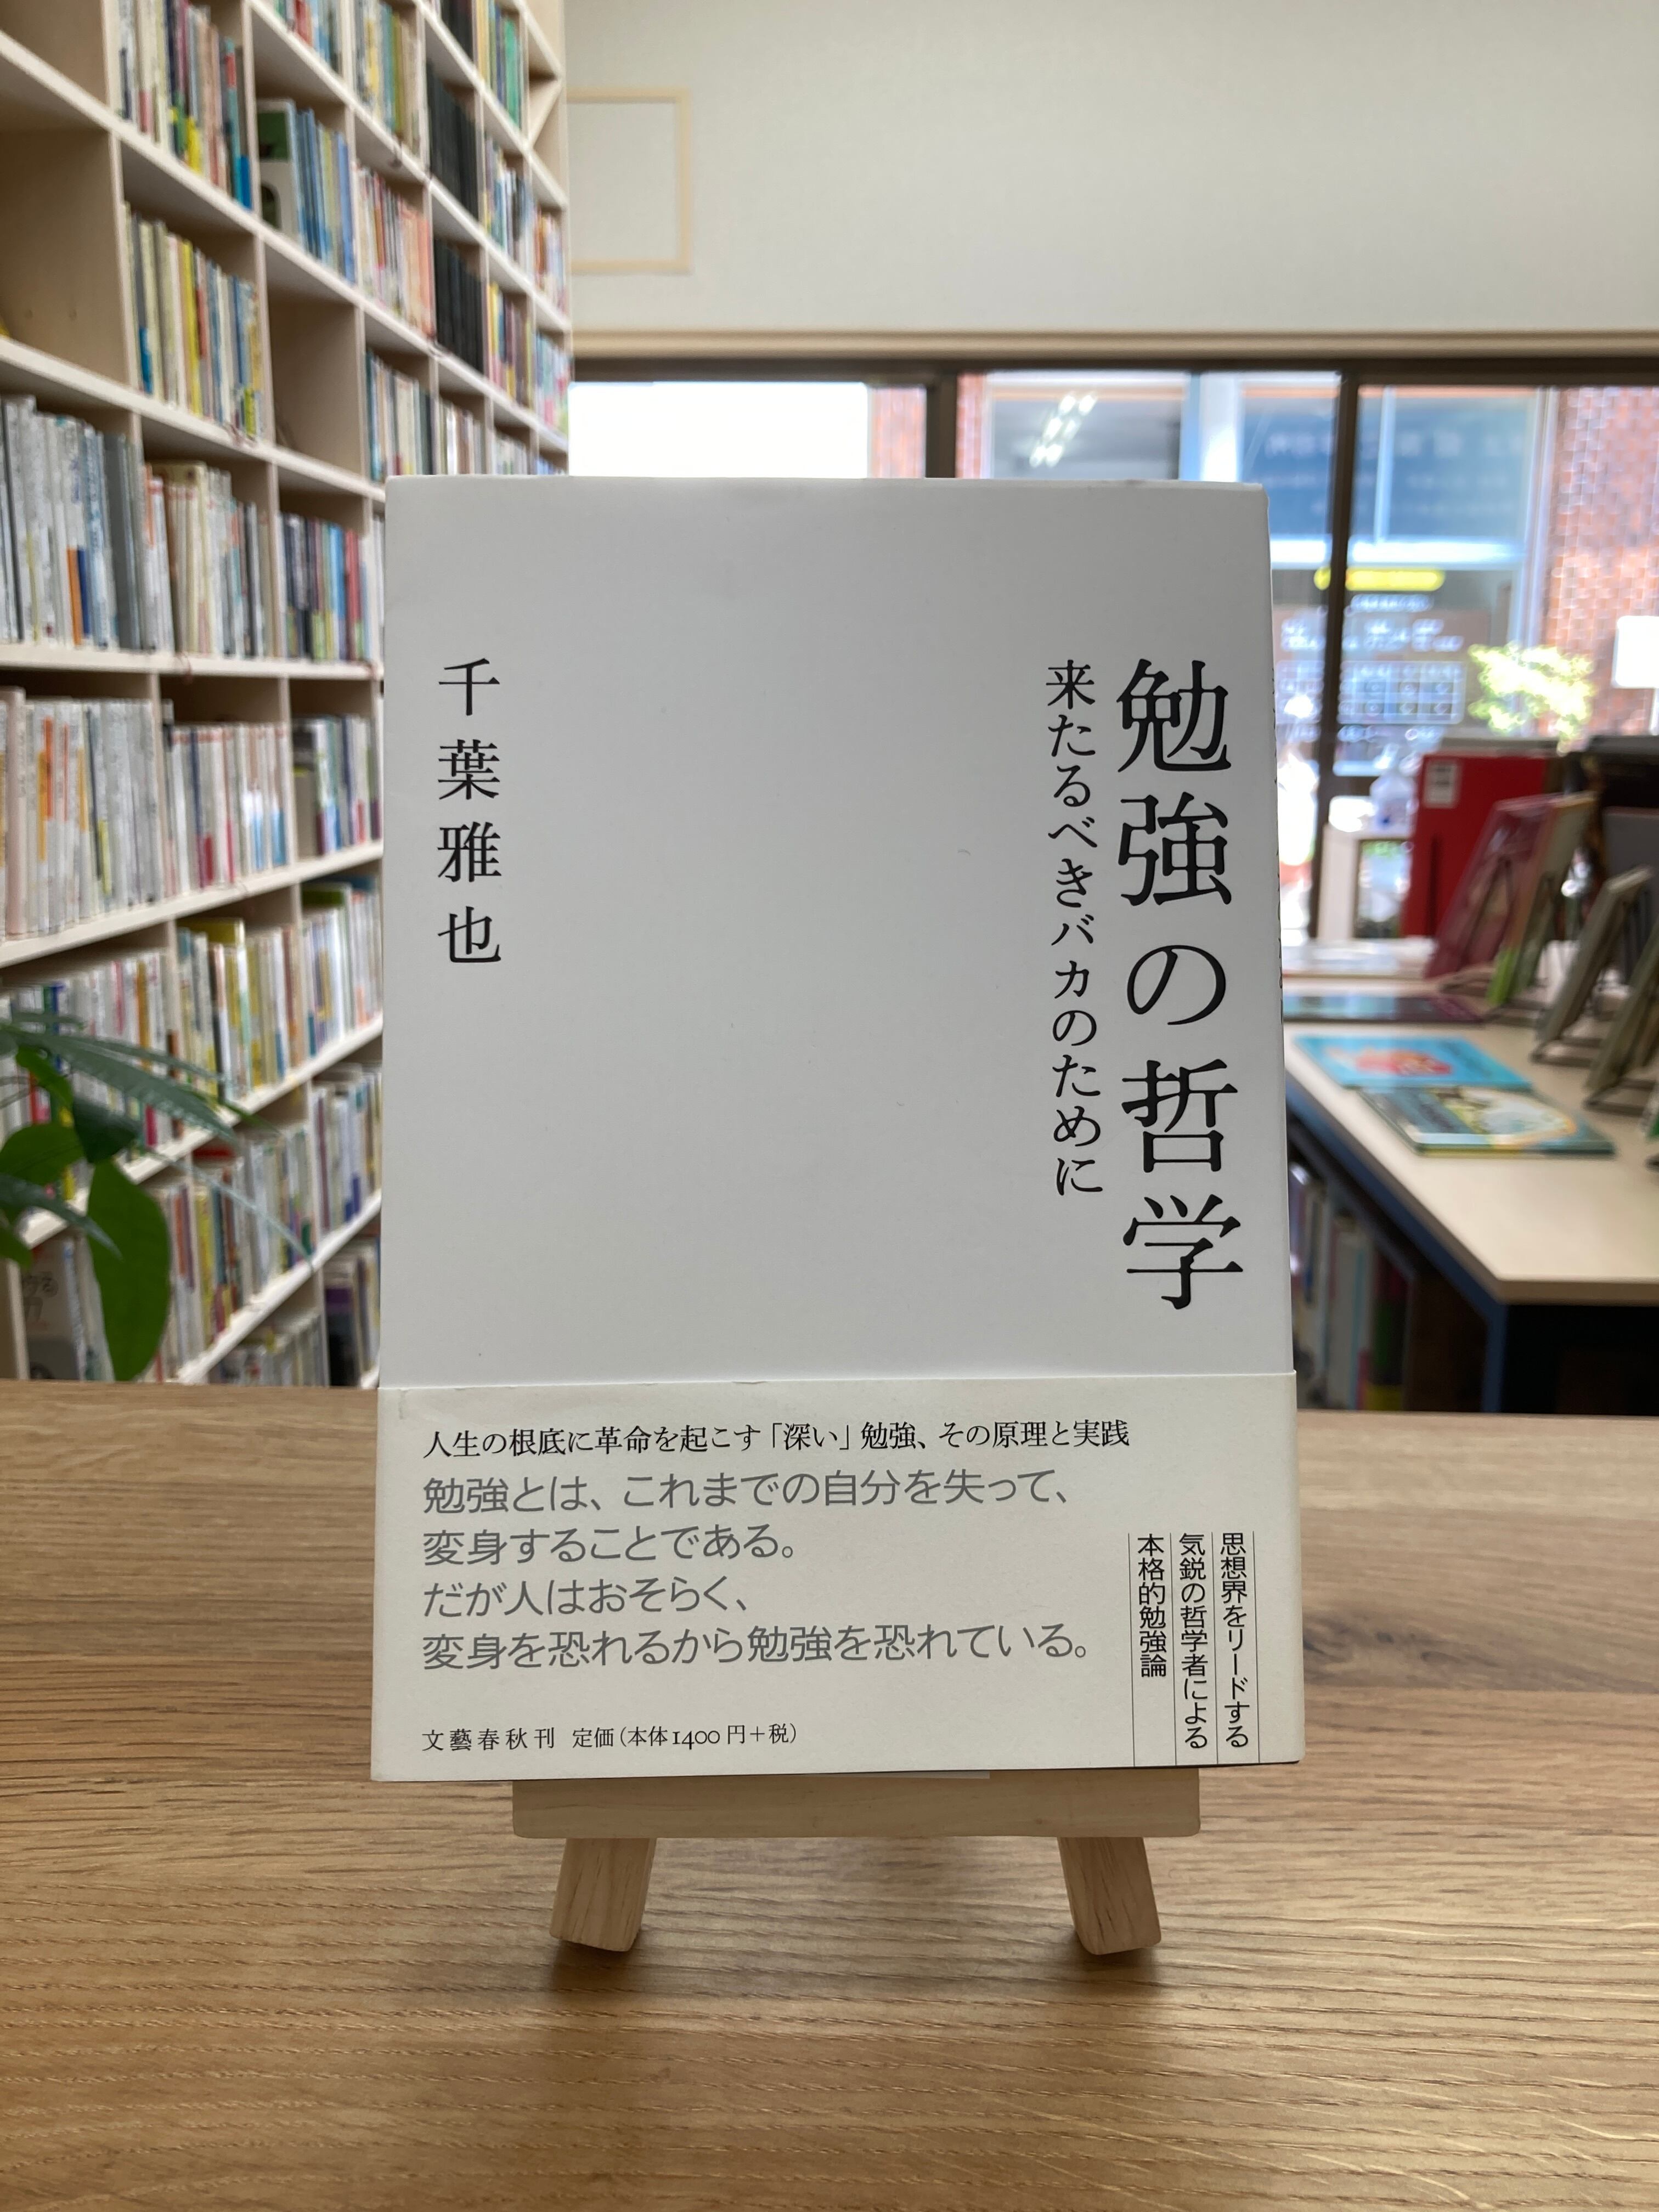 勉強の哲学
来たるべきバカのために
千葉雅也
人生の根底に革命を起こす「深い」勉強、その原理と実践
勉強とは、これまでの自分を失って、
変身することである。
だが人はおそらく、
変身を恐れるから勉強を恐れている。
思想界をリードする
気鋭の哲学者による
本格的勉強論
文藝春秋刊 定価(本体1400円+税)